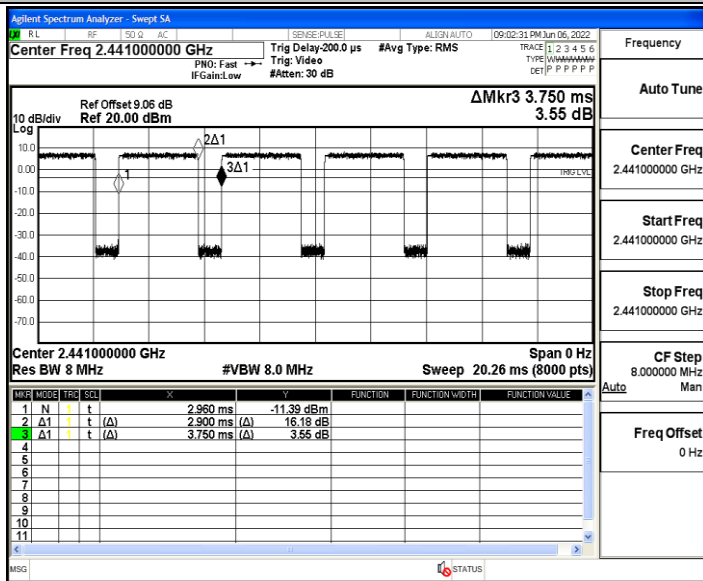 Agilent Spectrum Analyzer - Swept SA
LXI RL RF 50 Ω AC SENSE:PULSE ALIGN AUTO 09:02:31 PM Jun 06, 2022
Center Freq 2.441000000 GHz
PNO: Fast
IFGain:Low
Trig Delay-200.0 µs
Trig: Video
#Atten: 30 dB
#Avg Type: RMS
TRACE 1 2 3 4 5 6
TYPE
DET P P P P P P
ΔMkr3 3.750 ms
3.55 dB
10 dB/div
Log
Ref Offset 9.06 dB
Ref 20.00 dBm
10.0
0.00
-10.0
-20.0
-30.0
-40.0
-50.0
-60.0
-70.0
1
2Δ1
3Δ1
TRIG LVL
Center 2.441000000 GHz Span 0 Hz
Res BW 8 MHz #VBW 8.0 MHz Sweep 20.26 ms (8000 pts)
MKR MODE TRC SCL X Y FUNCTION FUNCTION WIDTH FUNCTION VALUE
1 N 1 t 2.960 ms -11.39 dBm
2 Δ1 1 t (Δ) 2.900 ms (Δ) 16.18 dB
3 Δ1 1 t (Δ) 3.750 ms (Δ) 3.55 dB
4
5
6
7
8
9
10
11
MSG STATUS
Frequency
Auto Tune
Center Freq
2.441000000 GHz
Start Freq
2.441000000 GHz
Stop Freq
2.441000000 GHz
CF Step
8.000000 MHz
Auto Man
Freq Offset
0 Hz